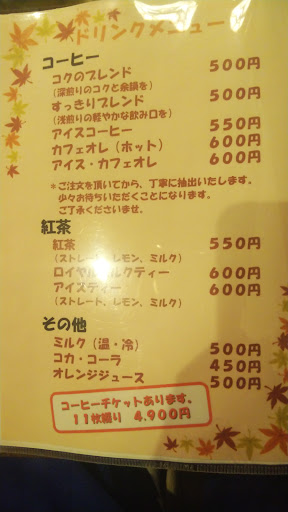 ドリンクメニュー
コーヒー
コクのブレンド 500円
(深煎りのコクと余韻を)
すっきりブレンド 500円
(浅煎りの軽やかな飲み口を)
アイスコーヒー 550円
カフェオレ(ホット) 600円
アイス・カフェオレ 600円
*ご注文を頂いてから、丁寧に抽出いたします。
少々お待ちいただくことになります。
ご了承くださいませ。
紅茶
紅茶 550円
(ストレート、レモン、ミルク)
ロイヤルミルクティー 600円
アイスティー 600円
(ストレート、レモン、ミルク)
その他
ミルク(温・冷) 500円
コカ・コーラ 450円
オレンジジュース 500円
コーヒーチケットあります。
11枚綴り 4.900円